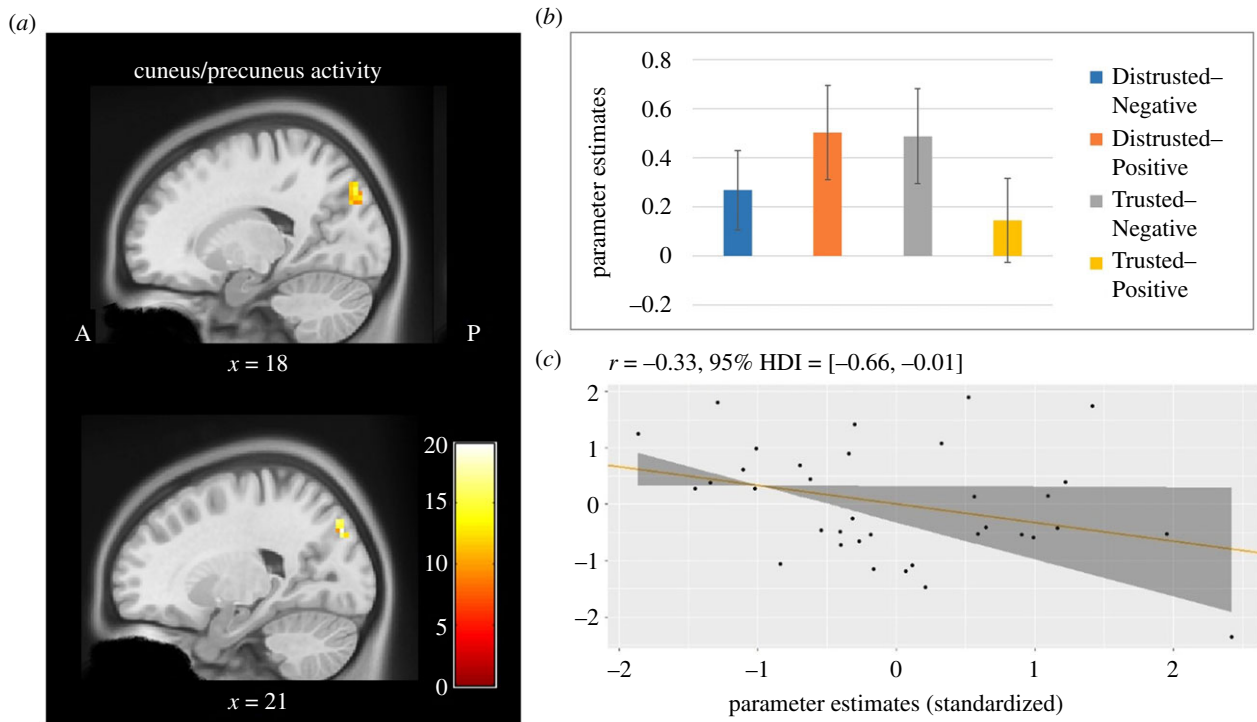 (a)
cuneus/precuneus activity
A
P
x = 18
20
15
10
5
0
x = 21
(b)
parameter estimates
0.8
0.6
0.4
0.2
0
–0.2
Distrusted–
Negative
Distrusted–
Positive
Trusted–
Negative
Trusted–
Positive
(c)
r = –0.33, 95% HDI = [–0.66, –0.01]
2
1
0
–1
–2
–2
–1
0
1
2
parameter estimates (standardized)